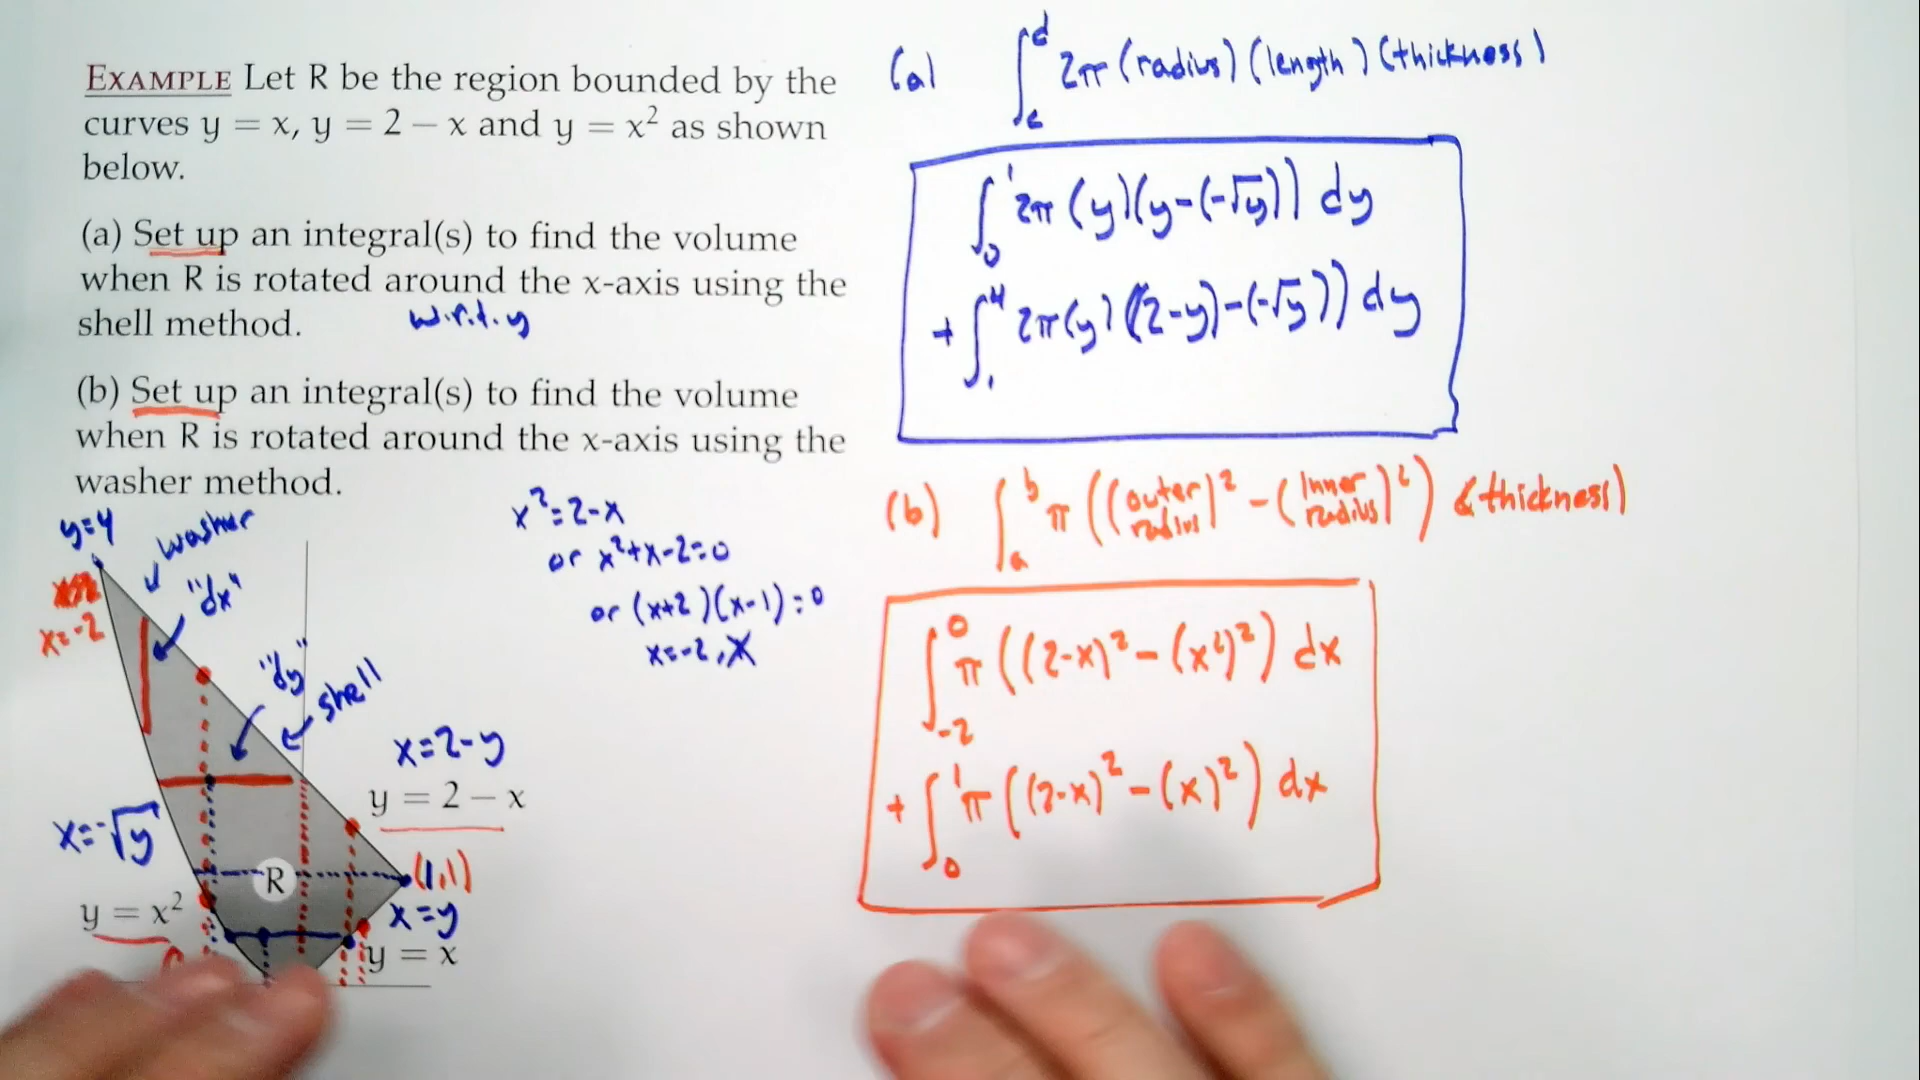 EXAMPLE Let R be the region bounded by the
curves y = x, y = 2 − x and y = x² as shown
below.
(a) Set up an integral(s) to find the volume
when R is rotated around the x-axis using the
shell method.
w.r.t. y
(b) Set up an integral(s) to find the volume
when R is rotated around the x-axis using the
washer method.
y=4
washer
"dx"
x=-2
"dy"
shell
x=2-y
y = 2 − x
x=-√y
R
(1,1)
y = x²
x=y
y = x
x²=2-x
or x²+x-2=0
or (x+2)(x-1)=0
x=-2,
(a) ∫_c^d 2π (radius) (length) (thickness)
∫_0^1 2π (y)(y-(-√y)) dy
+ ∫_1^4 2π(y) ((2-y)-(-√y)) dy
(b) ∫_a^b π ((outer radius)² - (inner radius)²) (thickness)
∫_-2^0 π ((2-x)² - (x²)²) dx
+ ∫_0^1 π ((2-x)² - (x)²) dx